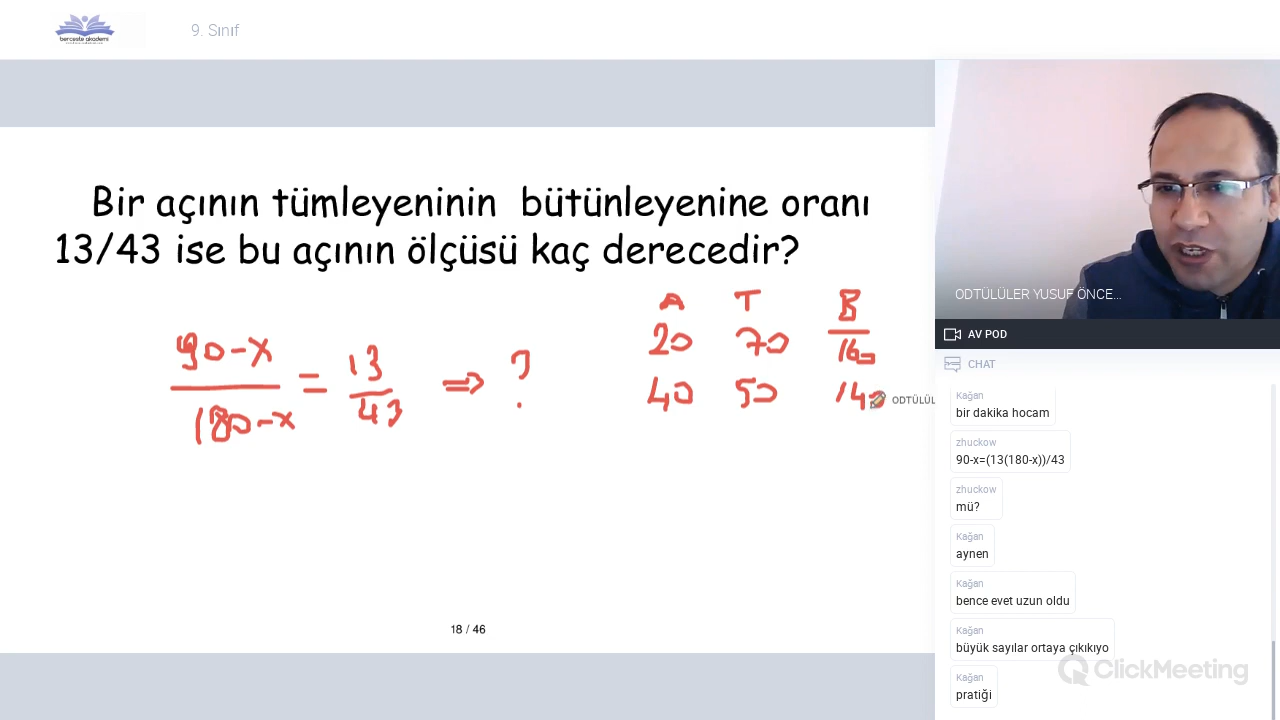 berceste akademi
9. Sınıf
Bir açının tümleyeninin bütünleyenine oranı
13/43 ise bu açının ölçüsü kaç derecedir?
90-x
180-x
=
13
43
⇒ ?
A T B
20 70 160
40 50 140
ODTÜLÜL
18 / 46
ODTÜLÜLER YUSUF ÖNCE...
AV POD
CHAT
Kağan
bir dakika hocam
zhuckow
90-x=(13(180-x))/43
zhuckow
mü?
Kağan
aynen
Kağan
bence evet uzun oldu
Kağan
büyük sayılar ortaya çıkıkıyo
Kağan
pratiği
ClickMeeting